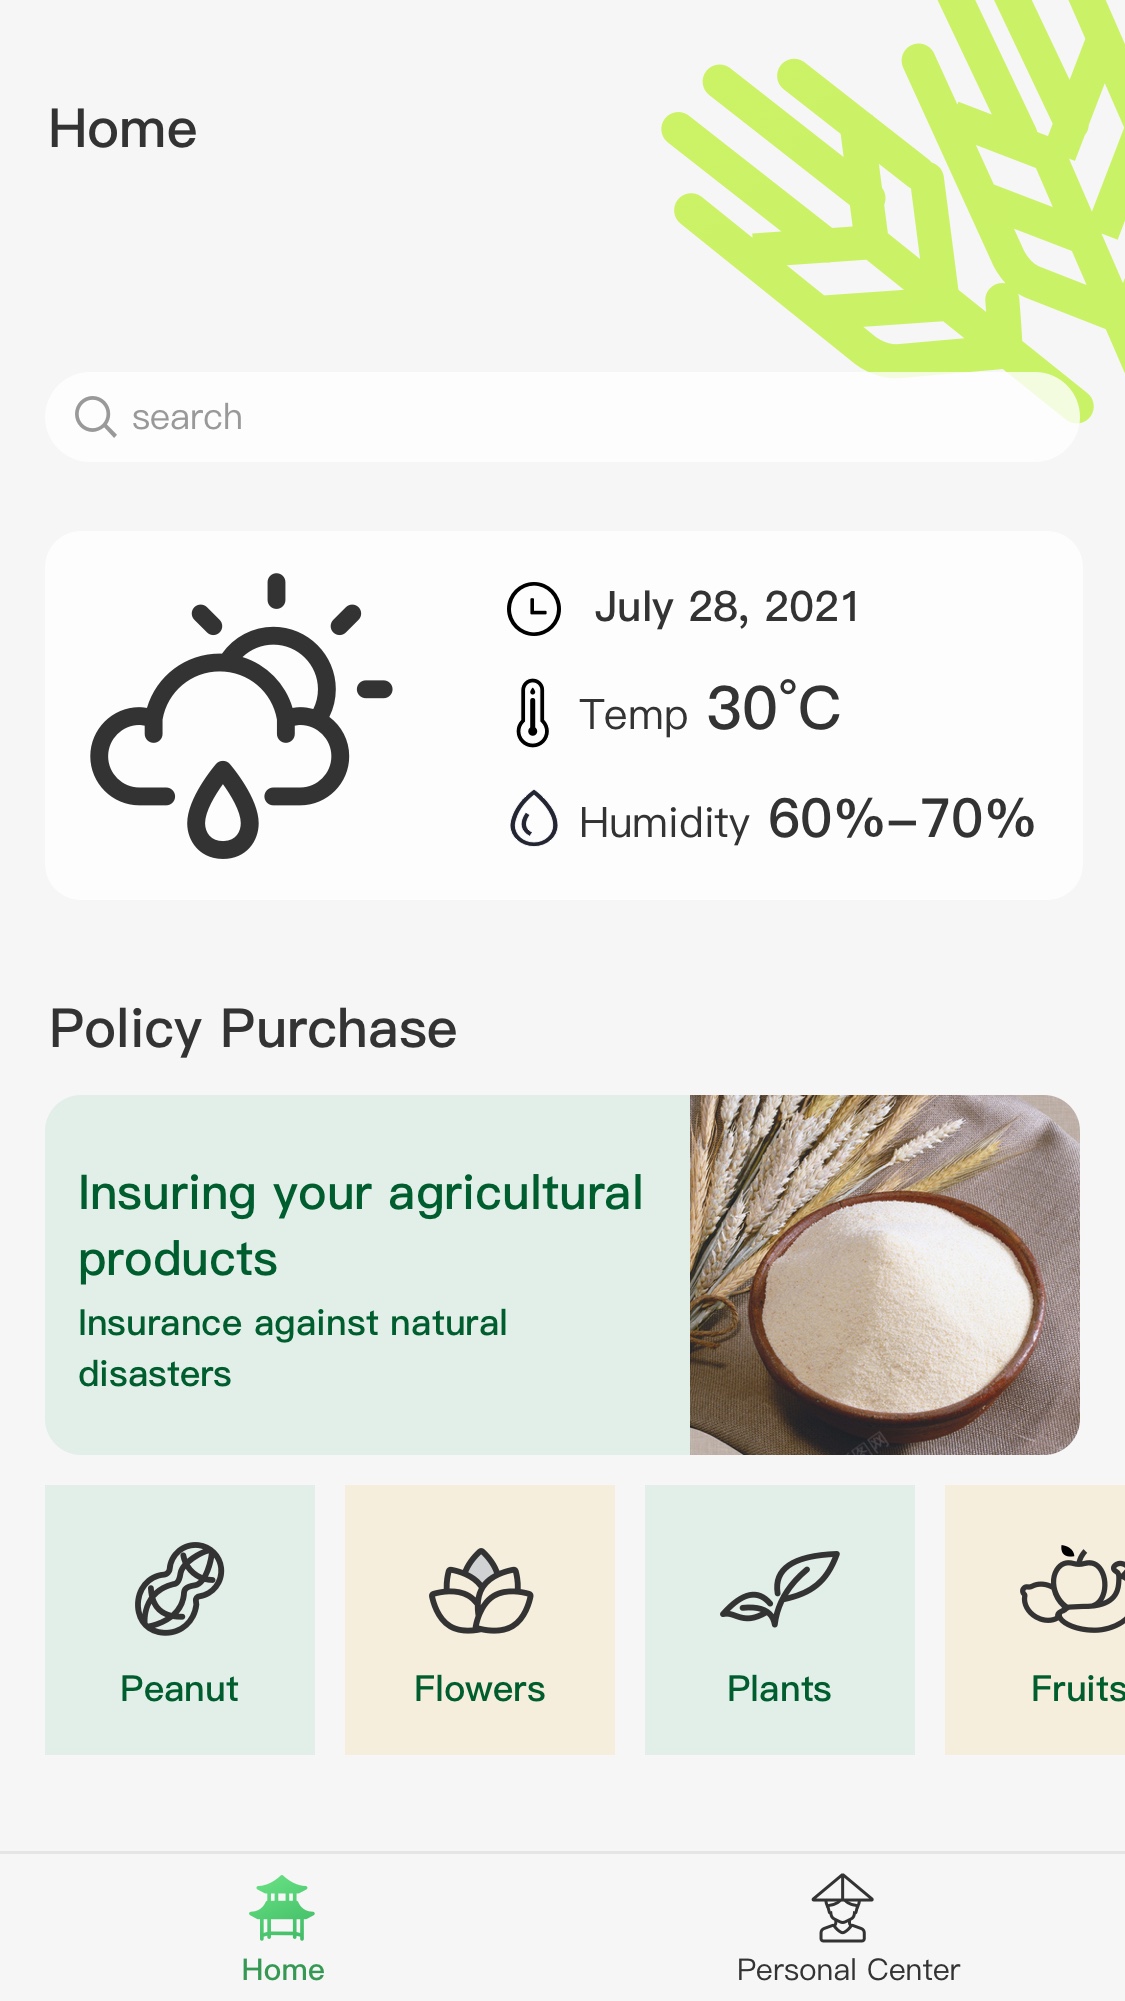 Home
search
July 28, 2021
Temp 30°C
Humidity 60%–70%
Policy Purchase
Insuring your agricultural
products
Insurance against natural
disasters
Peanut
Flowers
Plants
Fruits
Home
Personal Center